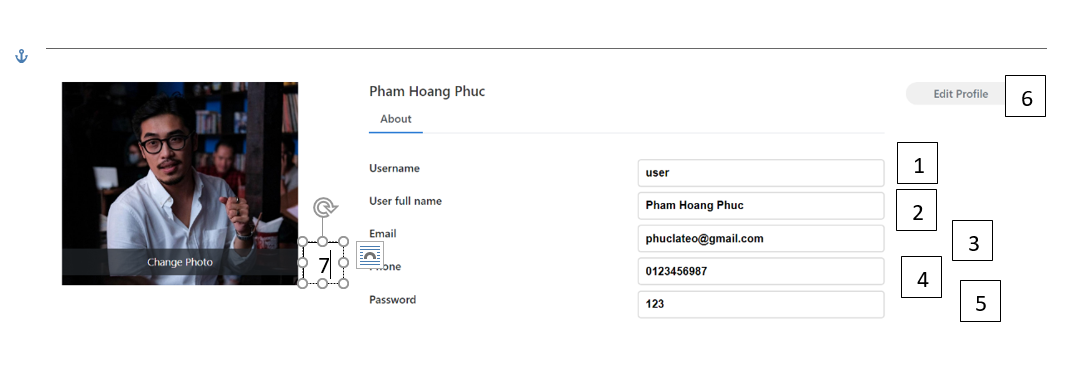 Pham Hoang Phuc
Edit Profile
6
About
Username
user
1
User full name
Pham Hoang Phuc
2
Email
phuclateo@gmail.com
3
Change Photo
7
0123456987
4
Password
123
5